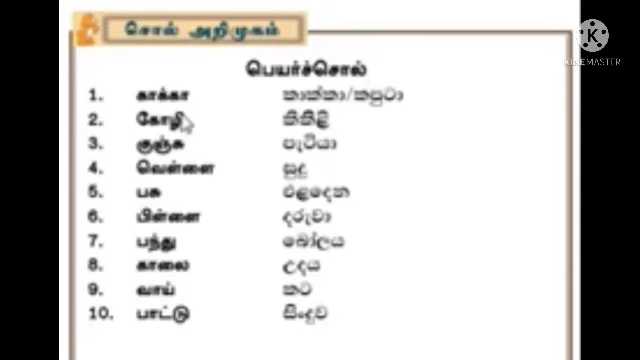 சொல் அறிமுகம்
KINEMASTER
பெயர்ச்சொல்
1. காக்கா කාක්කා/කපුටා
2. கோழி කිකිළි
3. குஞ்சு පැටියා
4. வெள்ளை සුදු
5. பசு එළදෙන
6. பிள்ளை දරුවා
7. பந்து බෝලය
8. காலை උදය
9. வாய் කට
10. பாட்டு සිංදුව